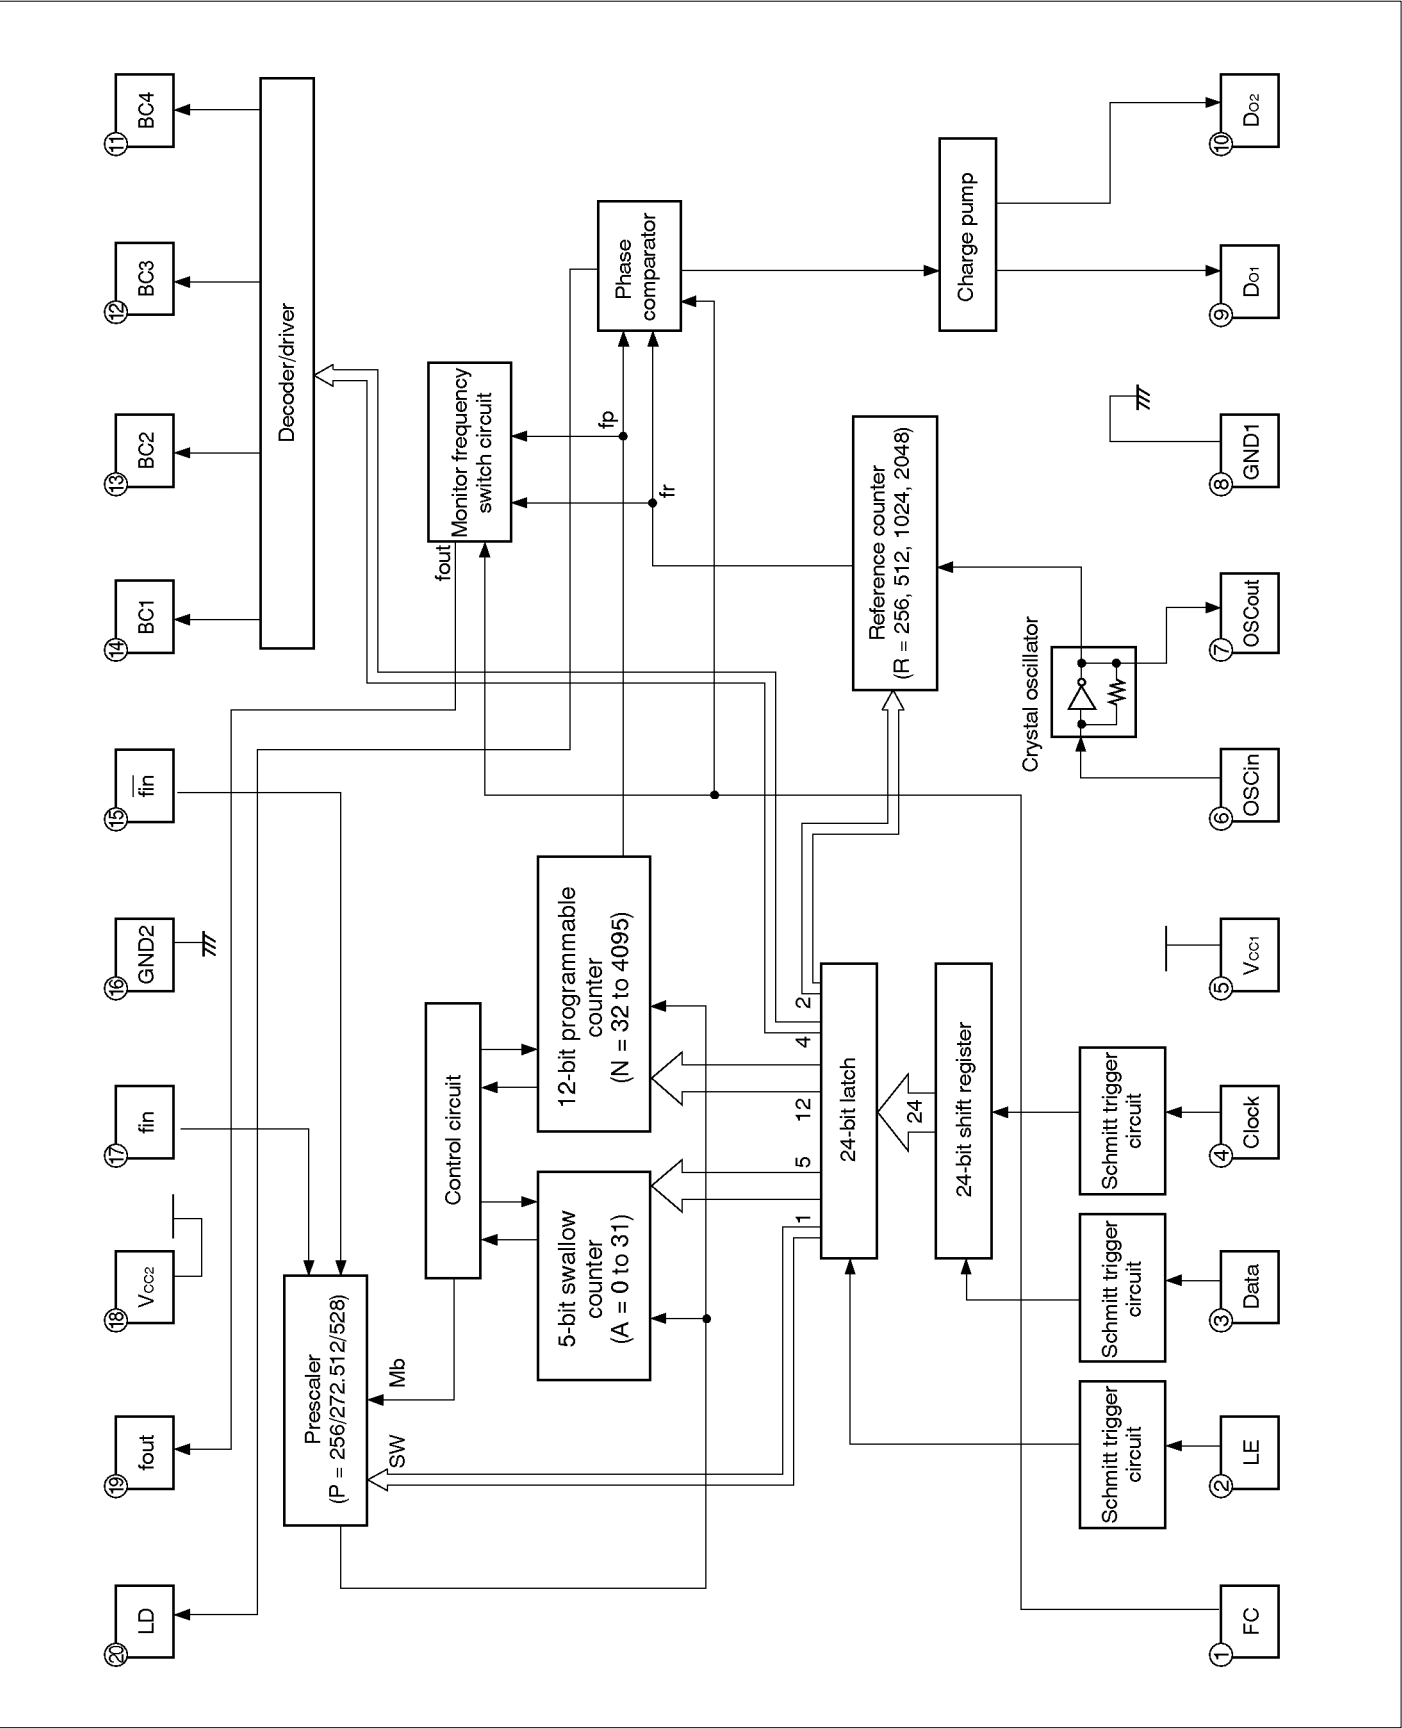 20
LD
19
fout
18
VCC2
17
fin
16
GND2
15
fin
14
BC1
13
BC2
12
BC3
11
BC4
Decoder/driver
Prescaler
(P = 256/272.512/528)
SW
Mb
Control circuit
fout
Monitor frequency
switch circuit
5-bit swallow
counter
(A = 0 to 31)
12-bit programmable
counter
(N = 32 to 4095)
fp
fr
Phase
comparator
1
5
12
4
2
24-bit latch
Reference counter
(R = 256, 512, 1024, 2048)
24
24-bit shift register
Charge pump
Crystal oscillator
Schmitt trigger
circuit
Schmitt trigger
circuit
Schmitt trigger
circuit
1
FC
2
LE
3
Data
4
Clock
5
VCC1
6
OSCin
7
OSCout
8
GND1
9
DO1
10
DO2